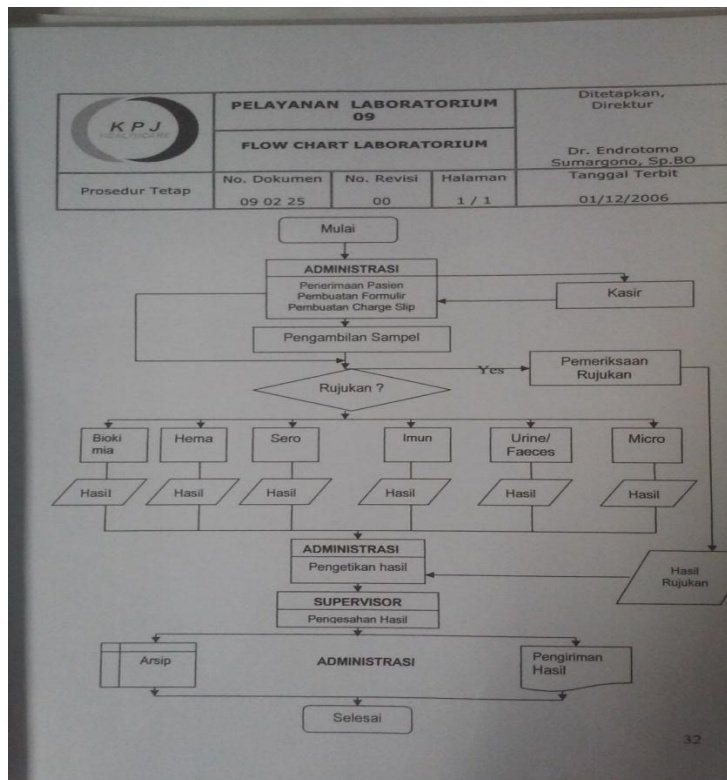 KPJ
HEALTHCARE
PELAYANAN LABORATORIUM
09
FLOW CHART LABORATORIUM
Ditetapkan,
Direktur
Dr. Endrotomo
Sumargono, Sp.BO
Prosedur Tetap
No. Dokumen
09 02 25
No. Revisi
00
Halaman
1 / 1
Tanggal Terbit
01/12/2006
Mulai
ADMINISTRASI
Penerimaan Pasien
Pembuatan Formulir
Pembuatan Charge Slip
Kasir
Pengambilan Sampel
Rujukan ?
Yes
Pemeriksaan
Rujukan
Bioki
mia
Hema
Sero
Imun
Urine/
Faeces
Micro
Hasil
Hasil
Hasil
Hasil
Hasil
Hasil
ADMINISTRASI
Pengetikan hasil
Hasil
Rujukan
SUPERVISOR
Pengesahan Hasil
Arsip
ADMINISTRASI
Pengiriman
Hasil
Selesai
32